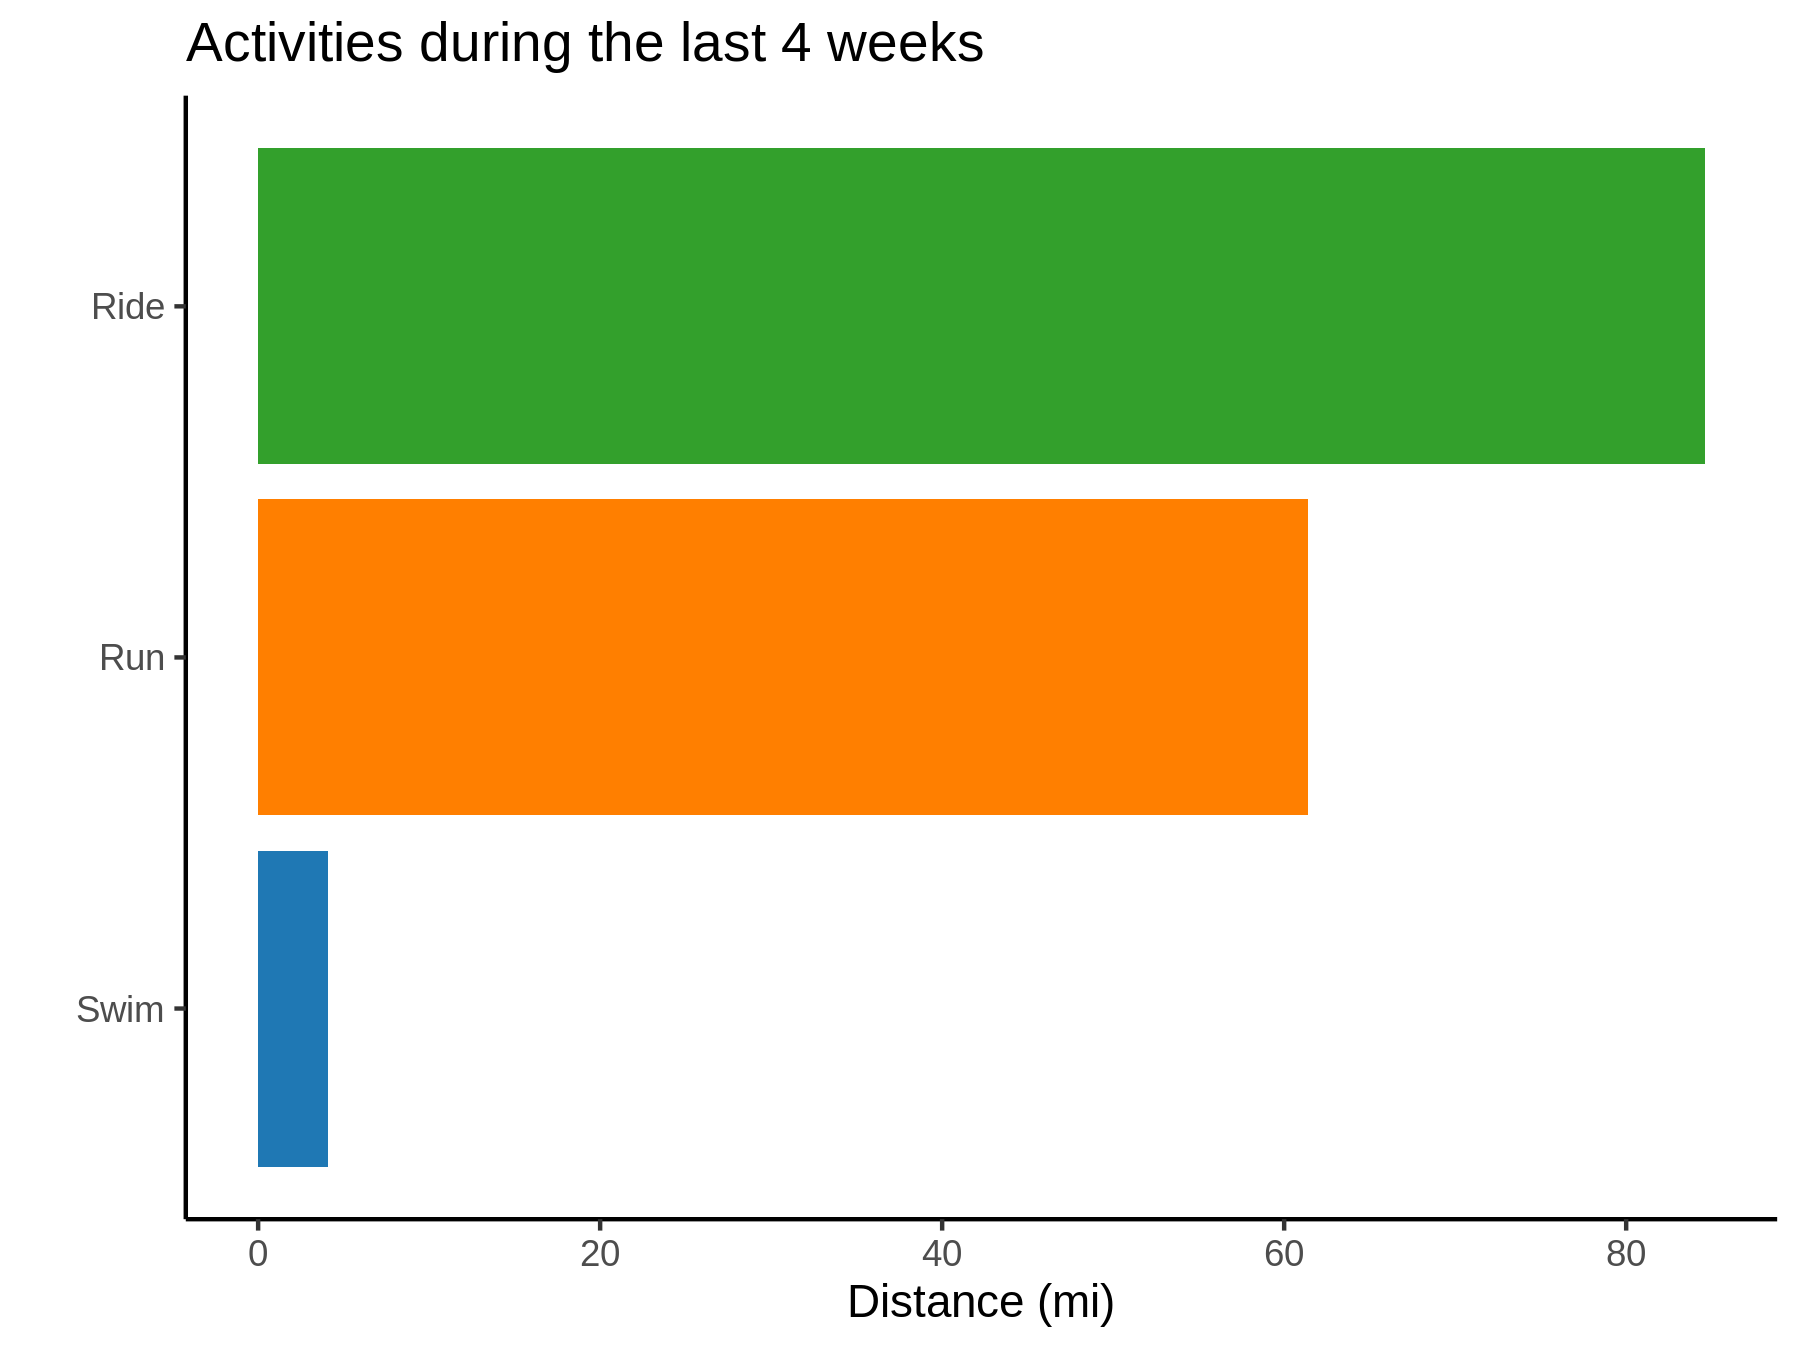 Activities during the last 4 weeks
Ride
Run
Swim
0 20 40 60 80
Distance (mi)